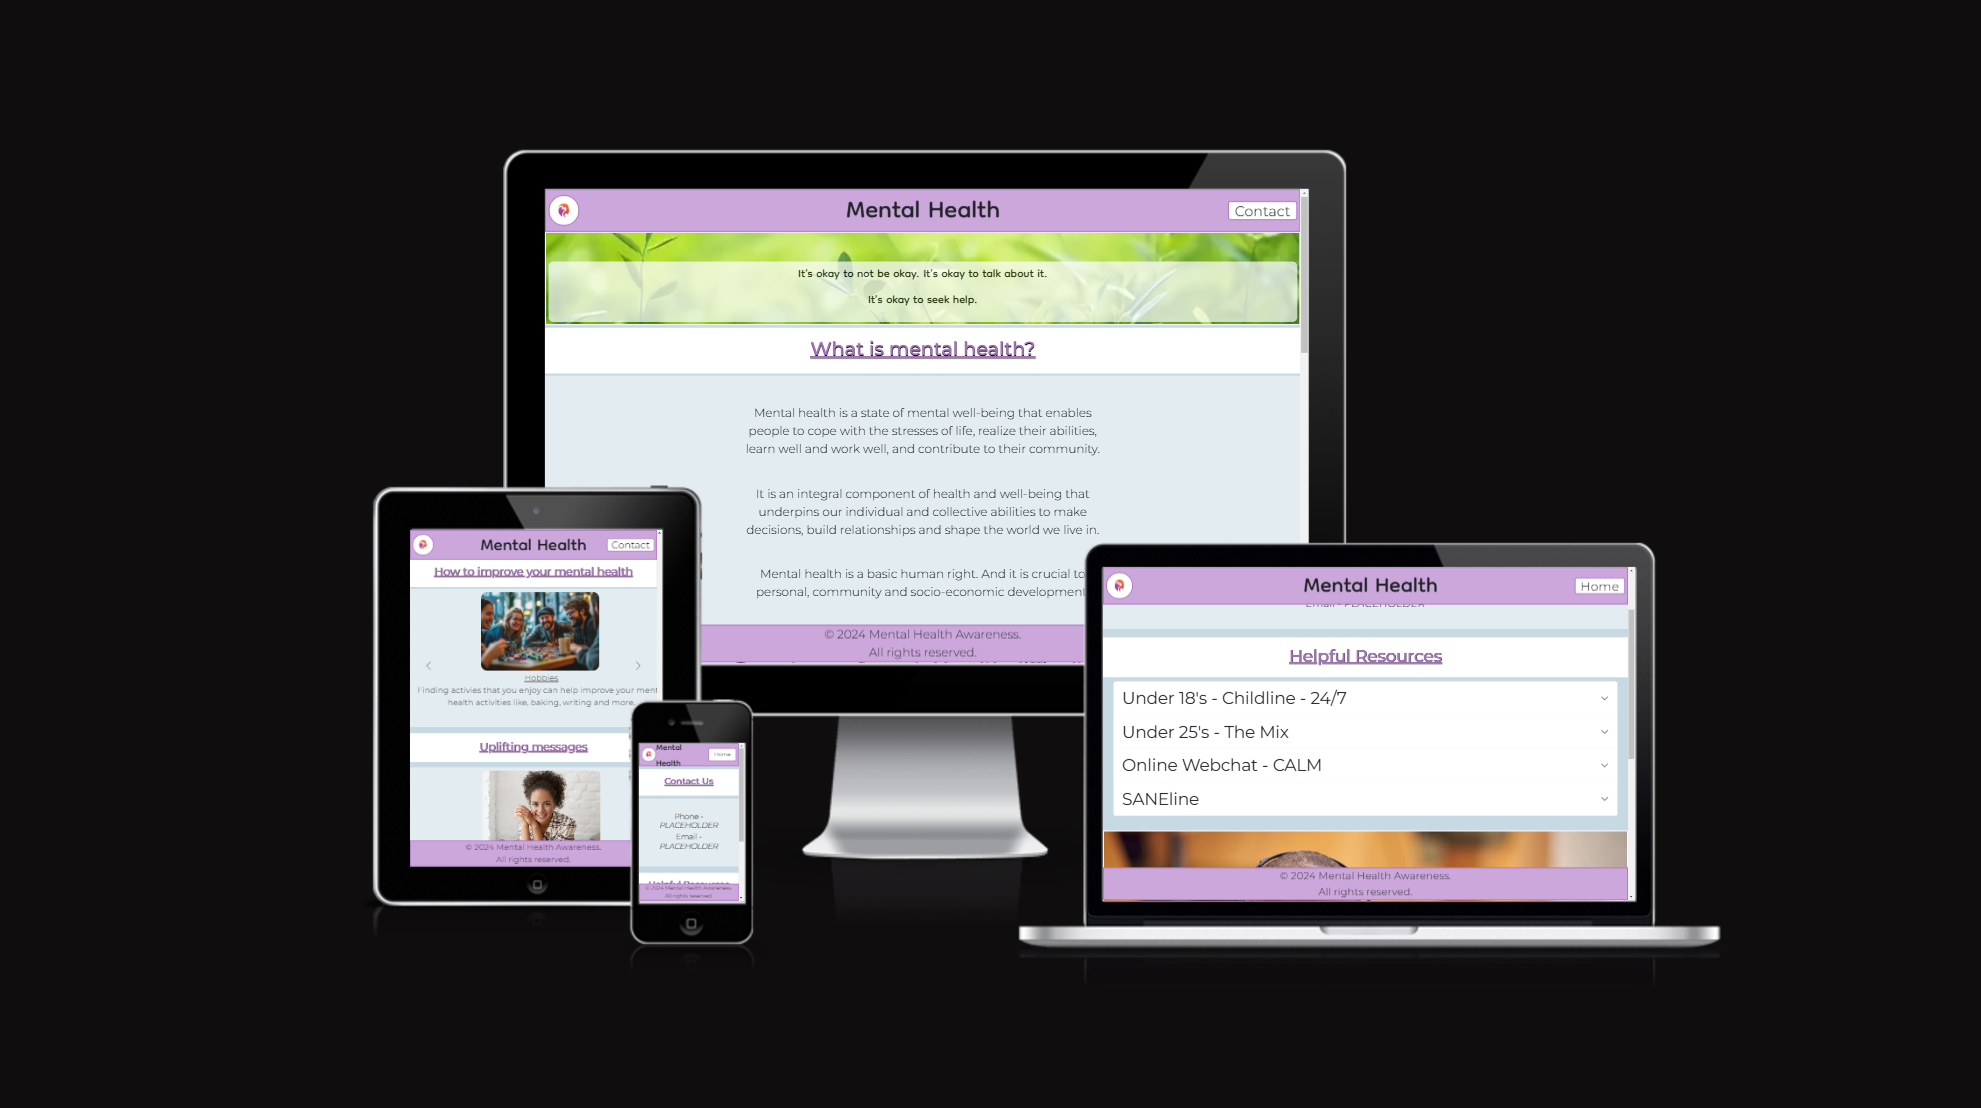 Mental Health
Contact
It's okay to not be okay. It's okay to talk about it.
It's okay to seek help.
What is mental health?
Mental health is a state of mental well-being that enables
people to cope with the stresses of life, realize their abilities,
learn well and work well, and contribute to their community.
It is an integral component of health and well-being that
underpins our individual and collective abilities to make
decisions, build relationships and shape the world we live in.
Mental health is a basic human right. And it is crucial to
personal, community and socio-economic development
© 2024 Mental Health Awareness.
All rights reserved.
Mental Health
Contact
How to improve your mental health
Hobbies
Finding activies that you enjoy can help improve your ment
health activities like, baking, writing and more.
Uplifting messages
© 2024 Mental Health Awareness.
All rights reserved.
Mental
Health
Home
Contact Us
Phone -
PLACEHOLDER
Email -
PLACEHOLDER
Helpful Resources
© 2024 Mental Health Awareness.
All rights reserved.
Mental Health
Home
Email - PLACEHOLDER
Helpful Resources
Under 18's - Childline - 24/7
Under 25's - The Mix
Online Webchat - CALM
SANEline
© 2024 Mental Health Awareness.
All rights reserved.